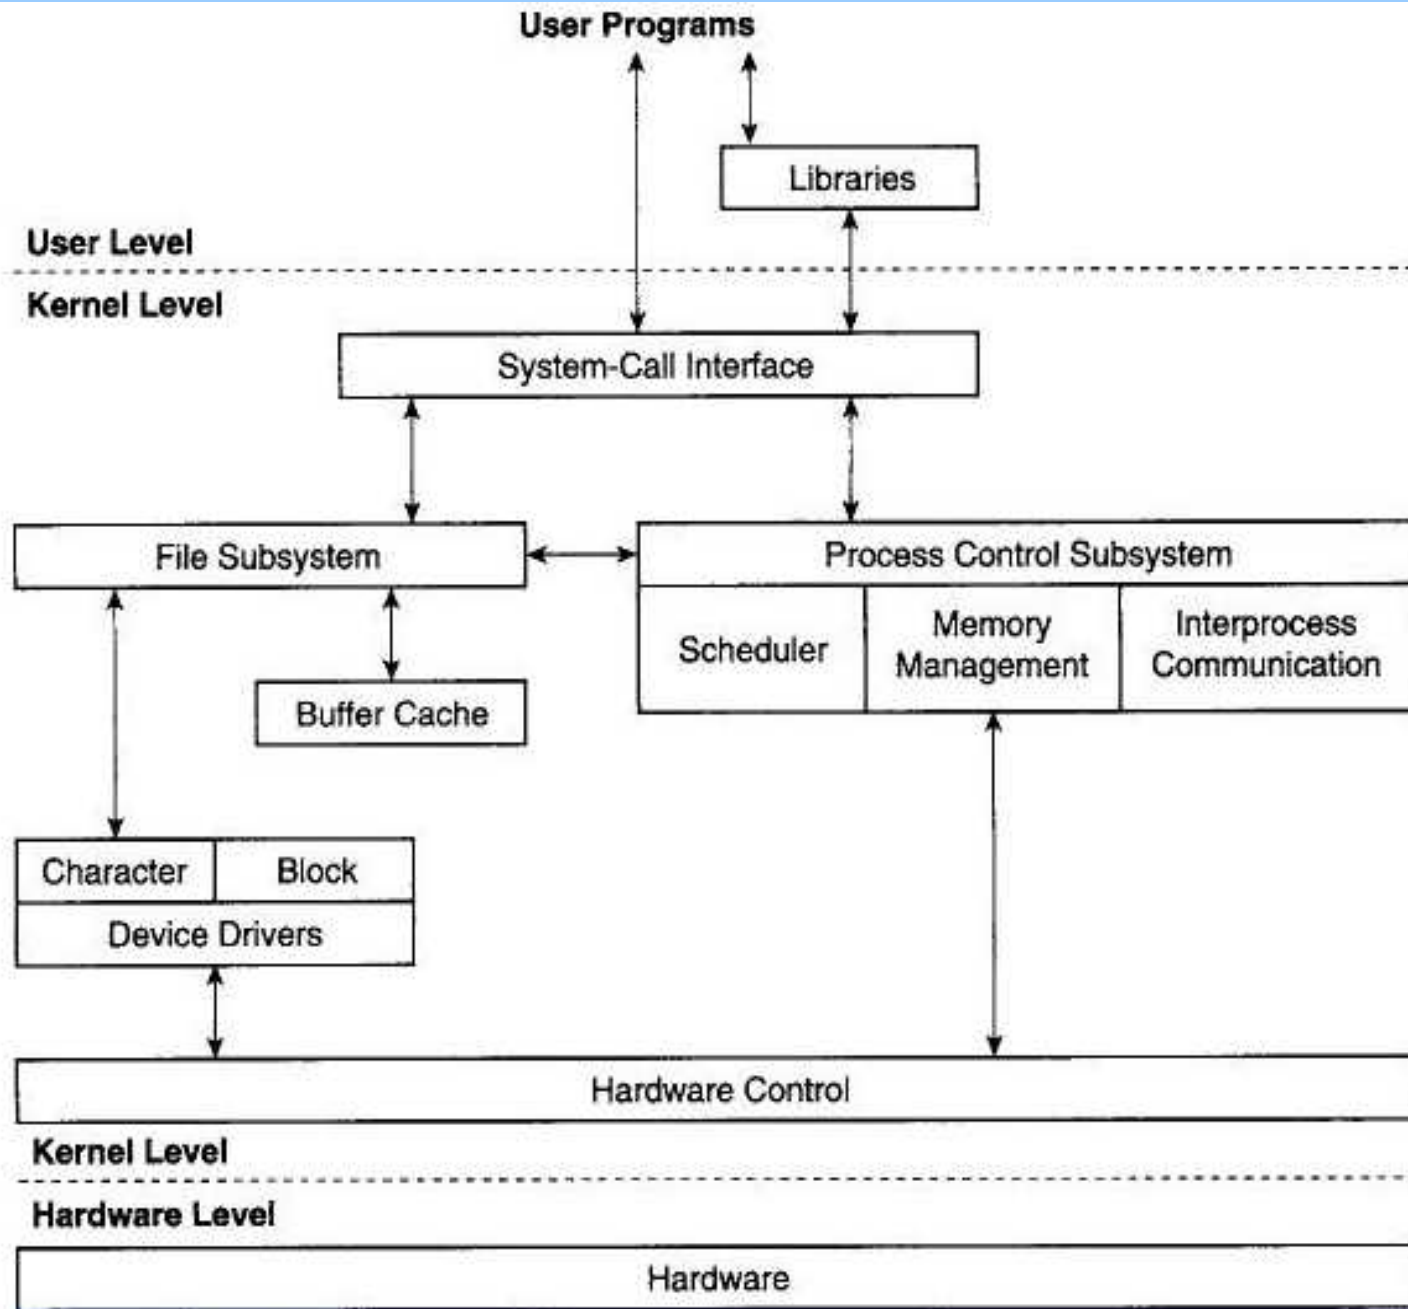 User Programs
Libraries
User Level
Kernel Level
System-Call Interface
File Subsystem
Process Control Subsystem
Scheduler
Memory
Management
Interprocess
Communication
Buffer Cache
Character
Block
Device Drivers
Hardware Control
Kernel Level
Hardware Level
Hardware